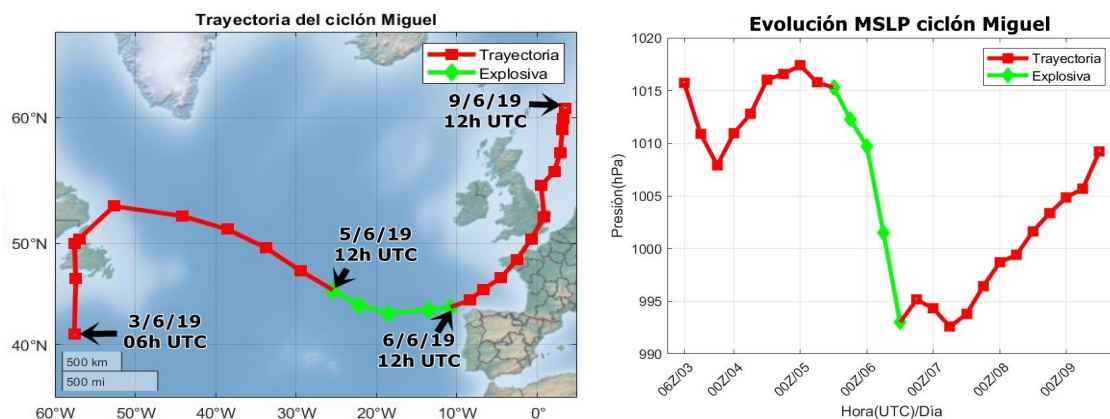 Trayectoria del ciclón Miguel
Trayectoria
Explosiva
9/6/19
12h UTC
5/6/19
12h UTC
3/6/19
06h UTC
6/6/19
12h UTC
500 km
500 mi
60°N
50°N
40°N
60°W
50°W
40°W
30°W
20°W
10°W
0°
Evolución MSLP ciclón Miguel
Trayectoria
Explosiva
Presión(hPa)
1020
1015
1010
1005
1000
995
990
06Z/03
00Z/04
00Z/05
00Z/06
00Z/07
00Z/08
00Z/09
Hora(UTC)/Dia